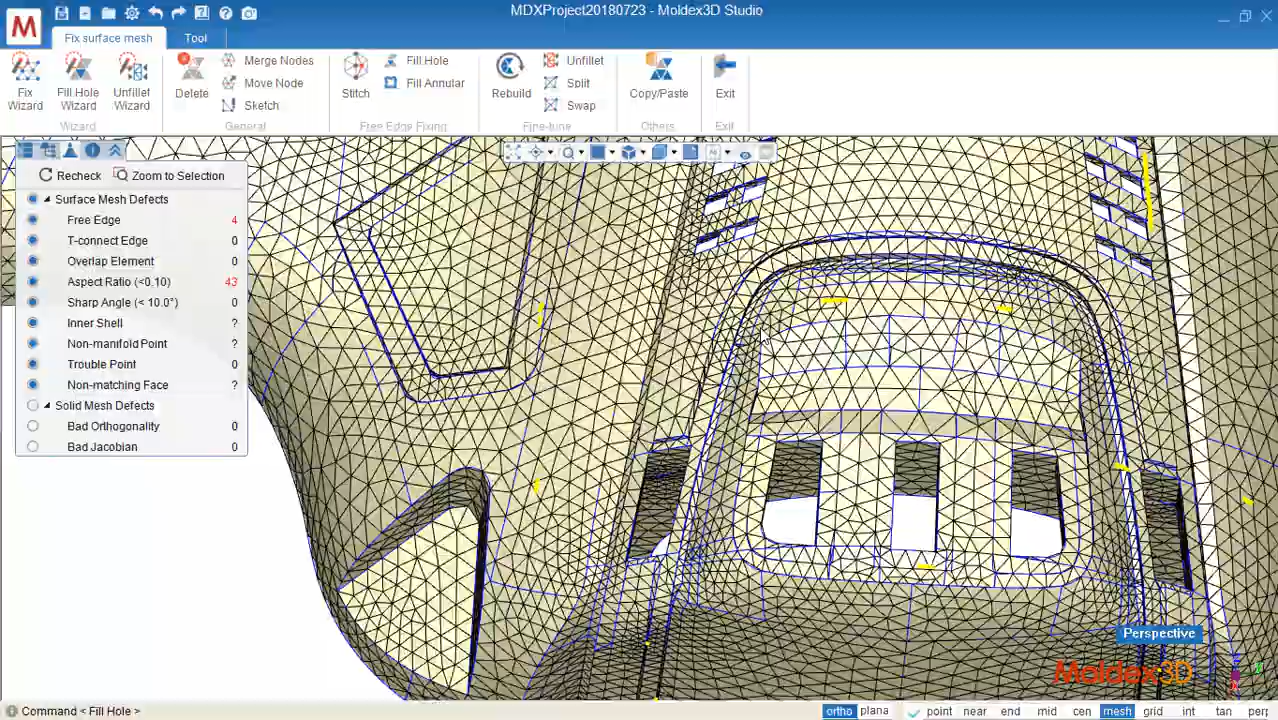 MDXProject20180723 - Moldex3D Studio
M
Fix surface mesh
Tool
Fix Wizard
Fill Hole Wizard
Unfillet Wizard
Wizard
Delete
Merge Nodes
Move Node
Sketch
General
Stitch
Fill Hole
Fill Annular
Free Edge Fixing
Rebuild
Unfillet
Split
Swap
Fine-tune
Copy/Paste
Others
Exit
Exit
Recheck Zoom to Selection
Surface Mesh Defects
Free Edge 4
T-connect Edge 0
Overlap Element 0
Aspect Ratio (<0.10) 43
Sharp Angle (< 10.0°) 0
Inner Shell ?
Non-manifold Point ?
Trouble Point 0
Non-matching Face ?
Solid Mesh Defects
Bad Orthogonality 0
Bad Jacobian 0
Perspective
Moldex3D
Command < Fill Hole >
ortho plana point near end mid cen mesh grid int tan per